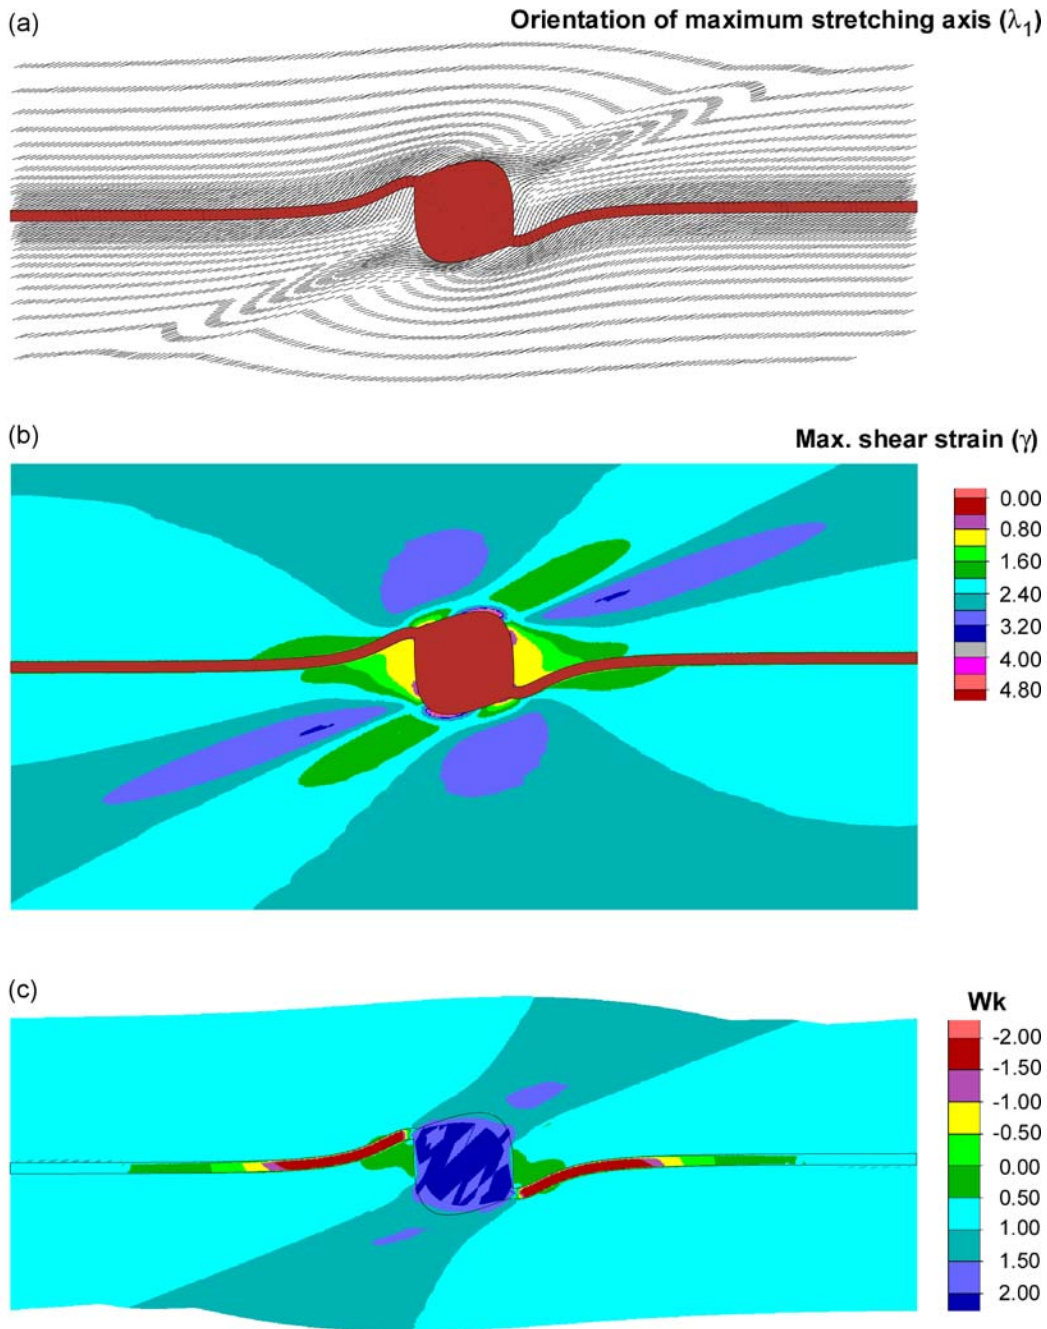 (a)
Orientation of maximum stretching axis (λ1)
(b)
Max. shear strain (γ)
0.00
0.80
1.60
2.40
3.20
4.00
4.80
(c)
Wk
-2.00
-1.50
-1.00
-0.50
0.00
0.50
1.00
1.50
2.00